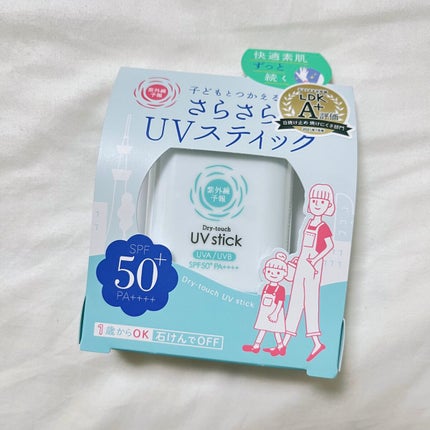 快適素肌
ずっと
続く
紫外線
予報
子どもとつかえる
さらさら
UVスティック
LDK
A+
評価
紫外線
予報
Dry-touch
UV stick
UVA/UVB
SPF50+ PA++++
SPF
50+
PA++++
Dry touch UV stick
1歳からOK
石けんでOFF